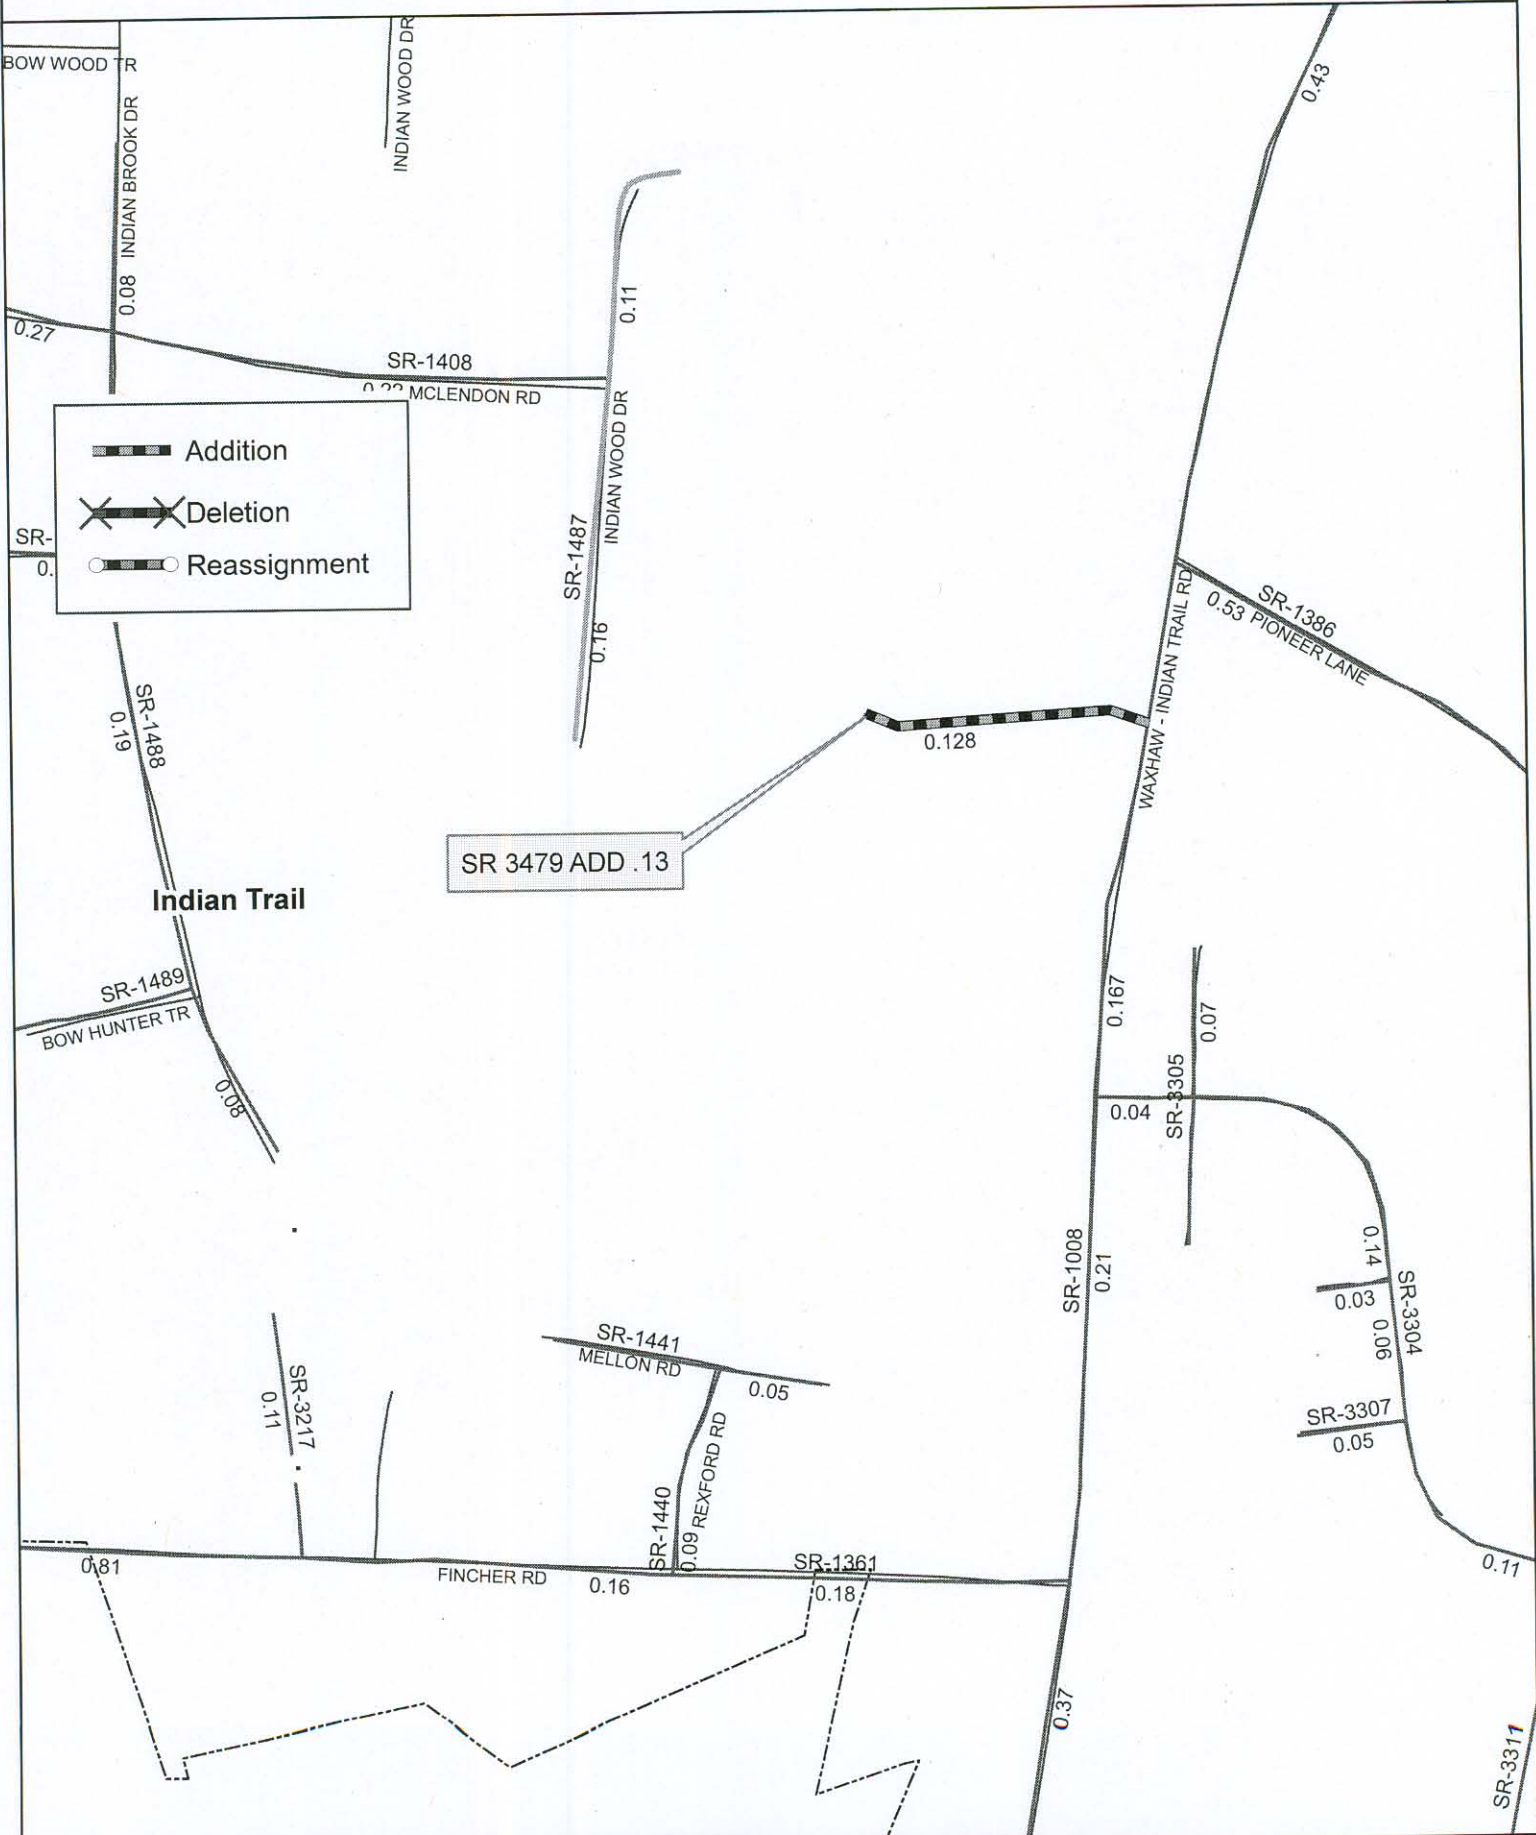 BOW WOOD TR
INDIAN WOOD DR
INDIAN BROOK DR
0.08
0.43
0.27
0.11
SR-1408
MCLENDON RD
INDIAN WOOD DR
SR-1487
0.16
Addition
Deletion
Reassignment
SR-
0.
SR-1386
0.53 PIONEER LANE
WAXHAW - INDIAN TRAIL RD
SR-1488
0.19
0.128
SR 3479 ADD .13
Indian Trail
SR-1489
BOW HUNTER TR
0.08
0.167
0.07
SR-3305
0.04
SR-1008
0.21
0.14
0.03
SR-3304
0.06
SR-3307
0.05
SR-1441
MELLON RD
0.05
SR-3217
0.11
SR-1440
0.09 REXFORD RD
0.81
FINCHER RD
0.16
SR-1361
0.18
0.11
0.37
SR-3311